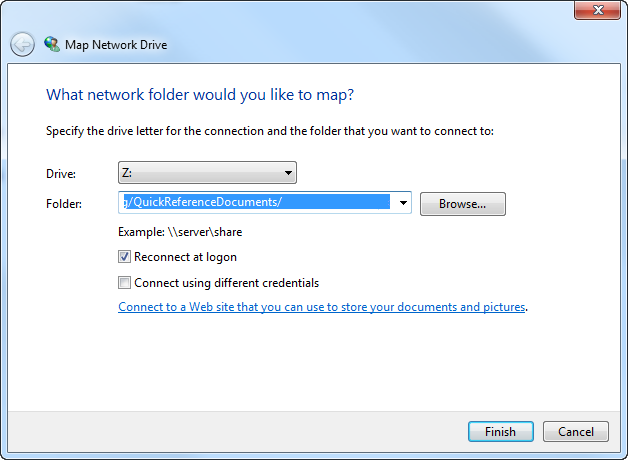 Map Network Drive
What network folder would you like to map?
Specify the drive letter for the connection and the folder that you want to connect to:
Drive: Z:
Folder: g/QuickReferenceDocuments/ Browse...
Example: \\server\share
Reconnect at logon
Connect using different credentials
Connect to a Web site that you can use to store your documents and pictures.
Finish Cancel